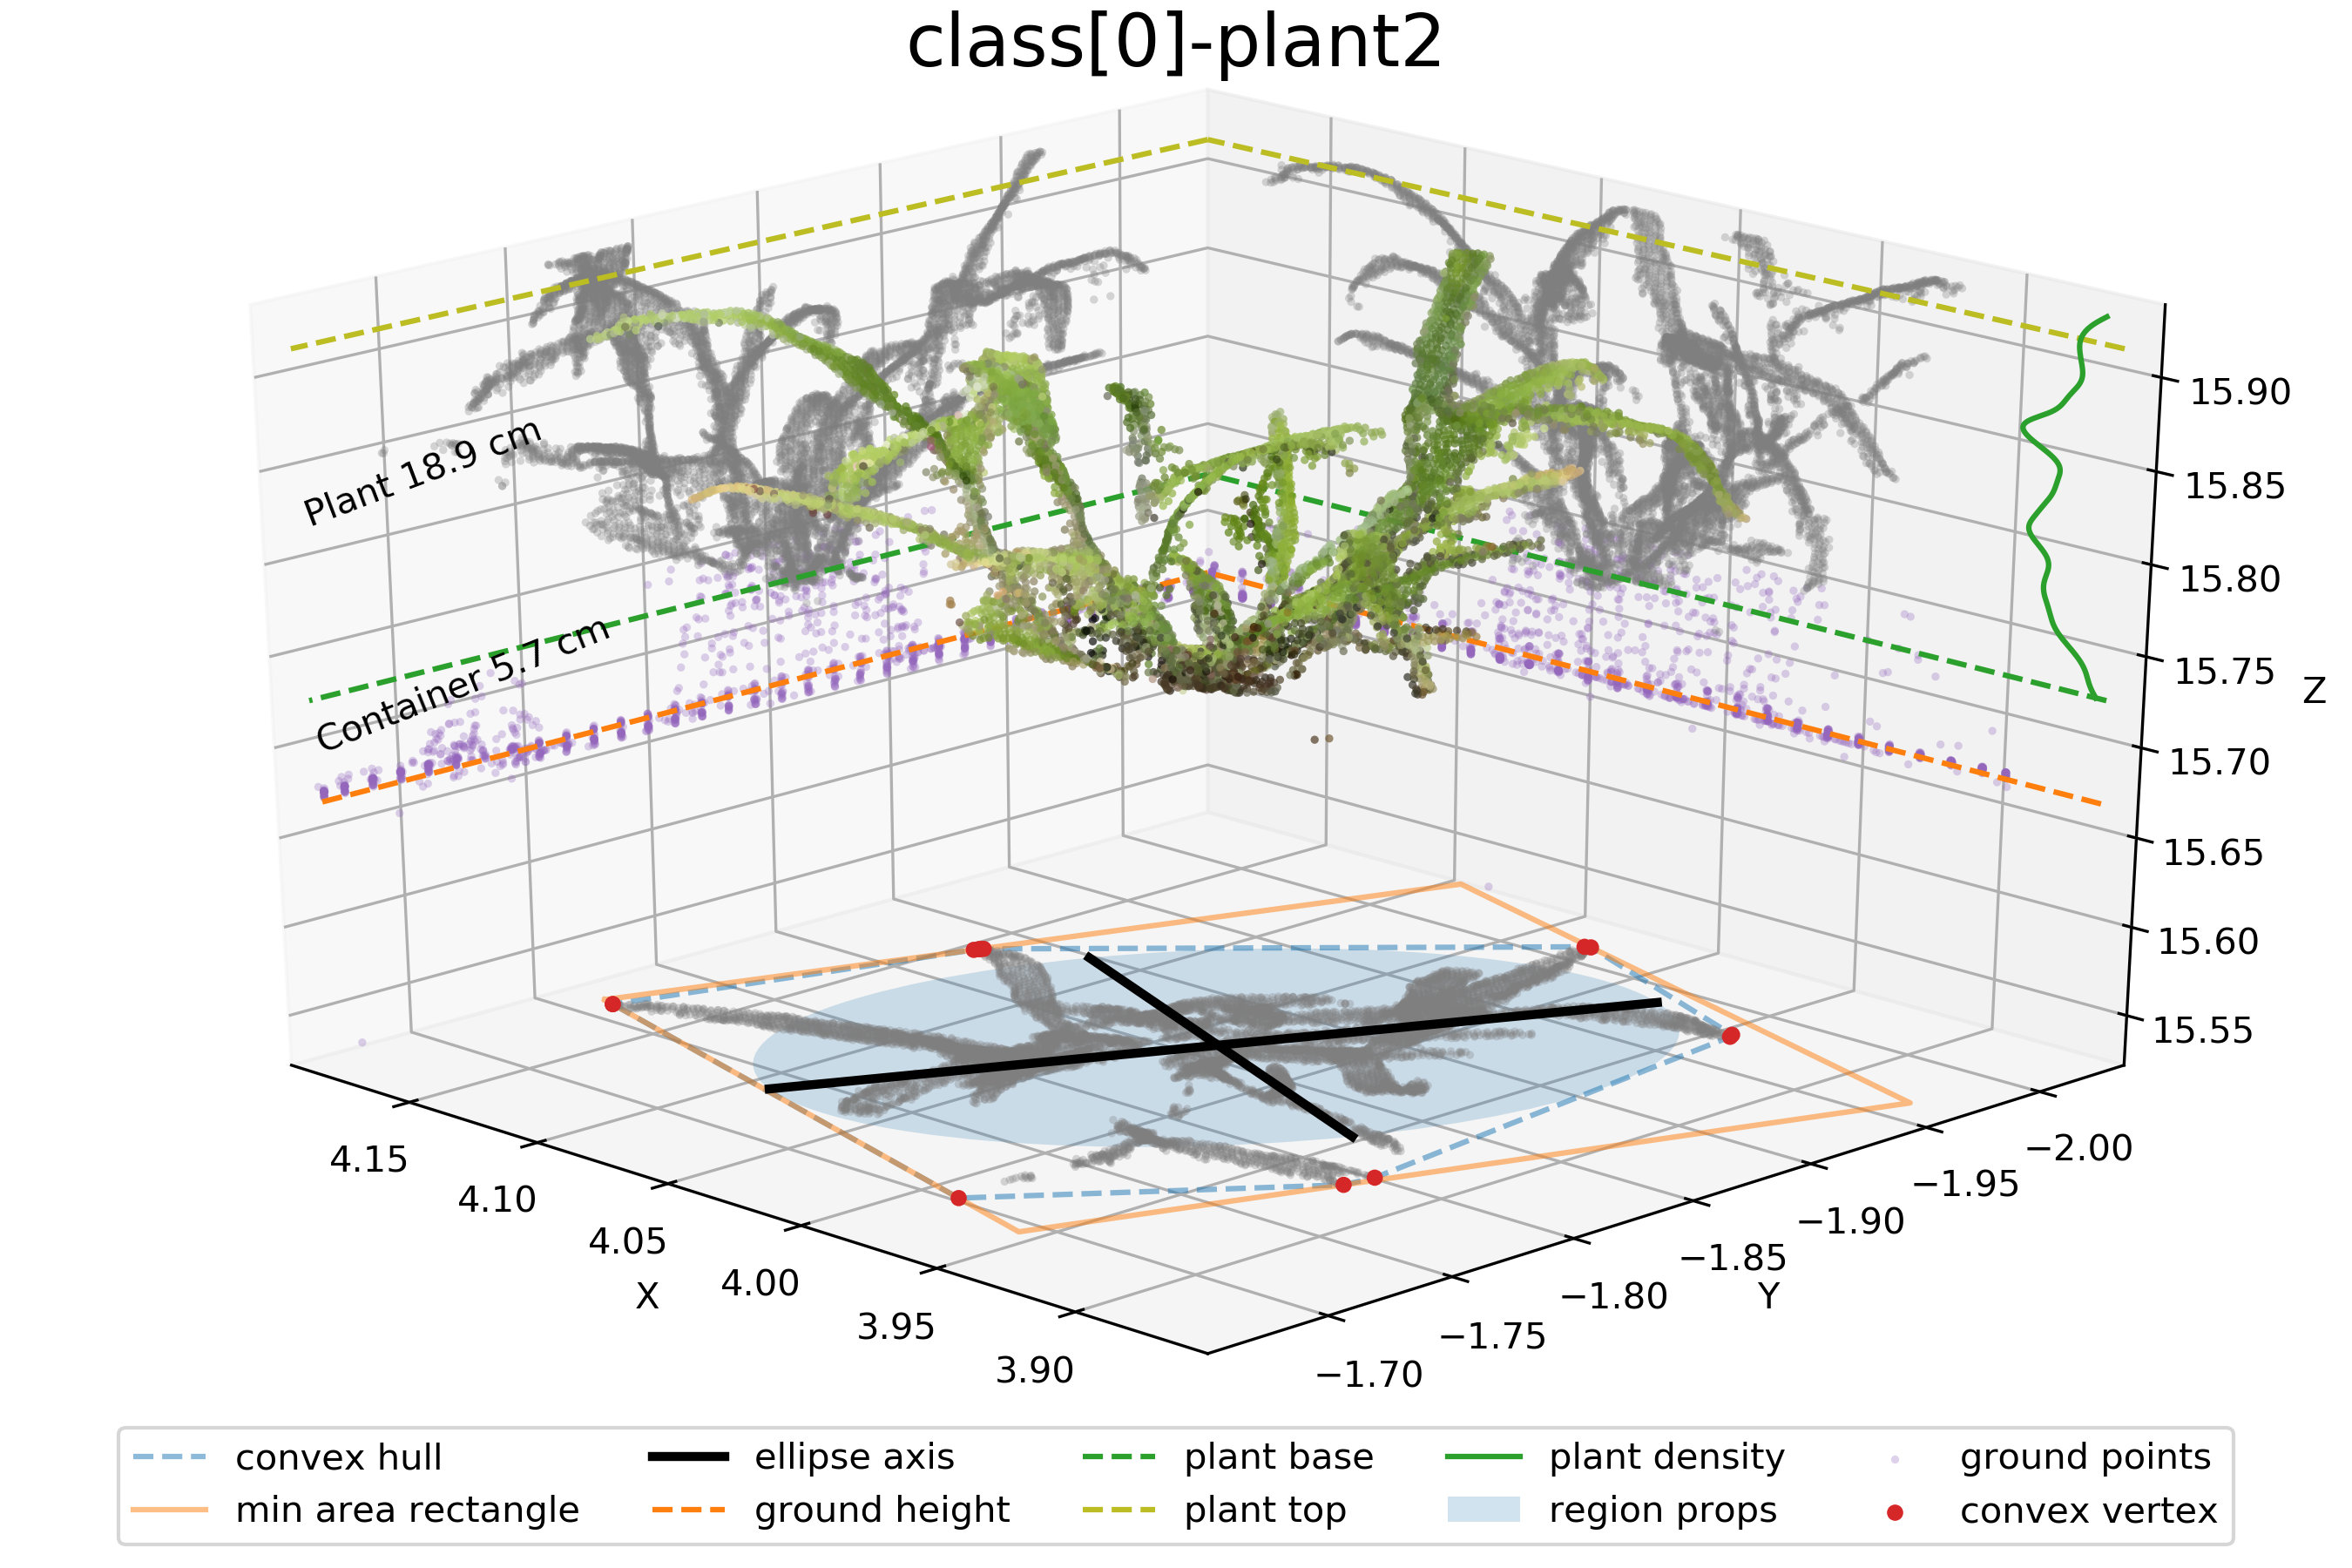 class[0]-plant2
Plant 18.9 cm
Container 5.7 cm
15.90
15.85
15.80
15.75
15.70
15.65
15.60
15.55
Z
4.15
4.10
4.05
4.00
3.95
3.90
X
−2.00
−1.95
−1.90
−1.85
−1.80
−1.75
−1.70
Y
convex hull
min area rectangle
ellipse axis
ground height
plant base
plant top
plant density
region props
ground points
convex vertex